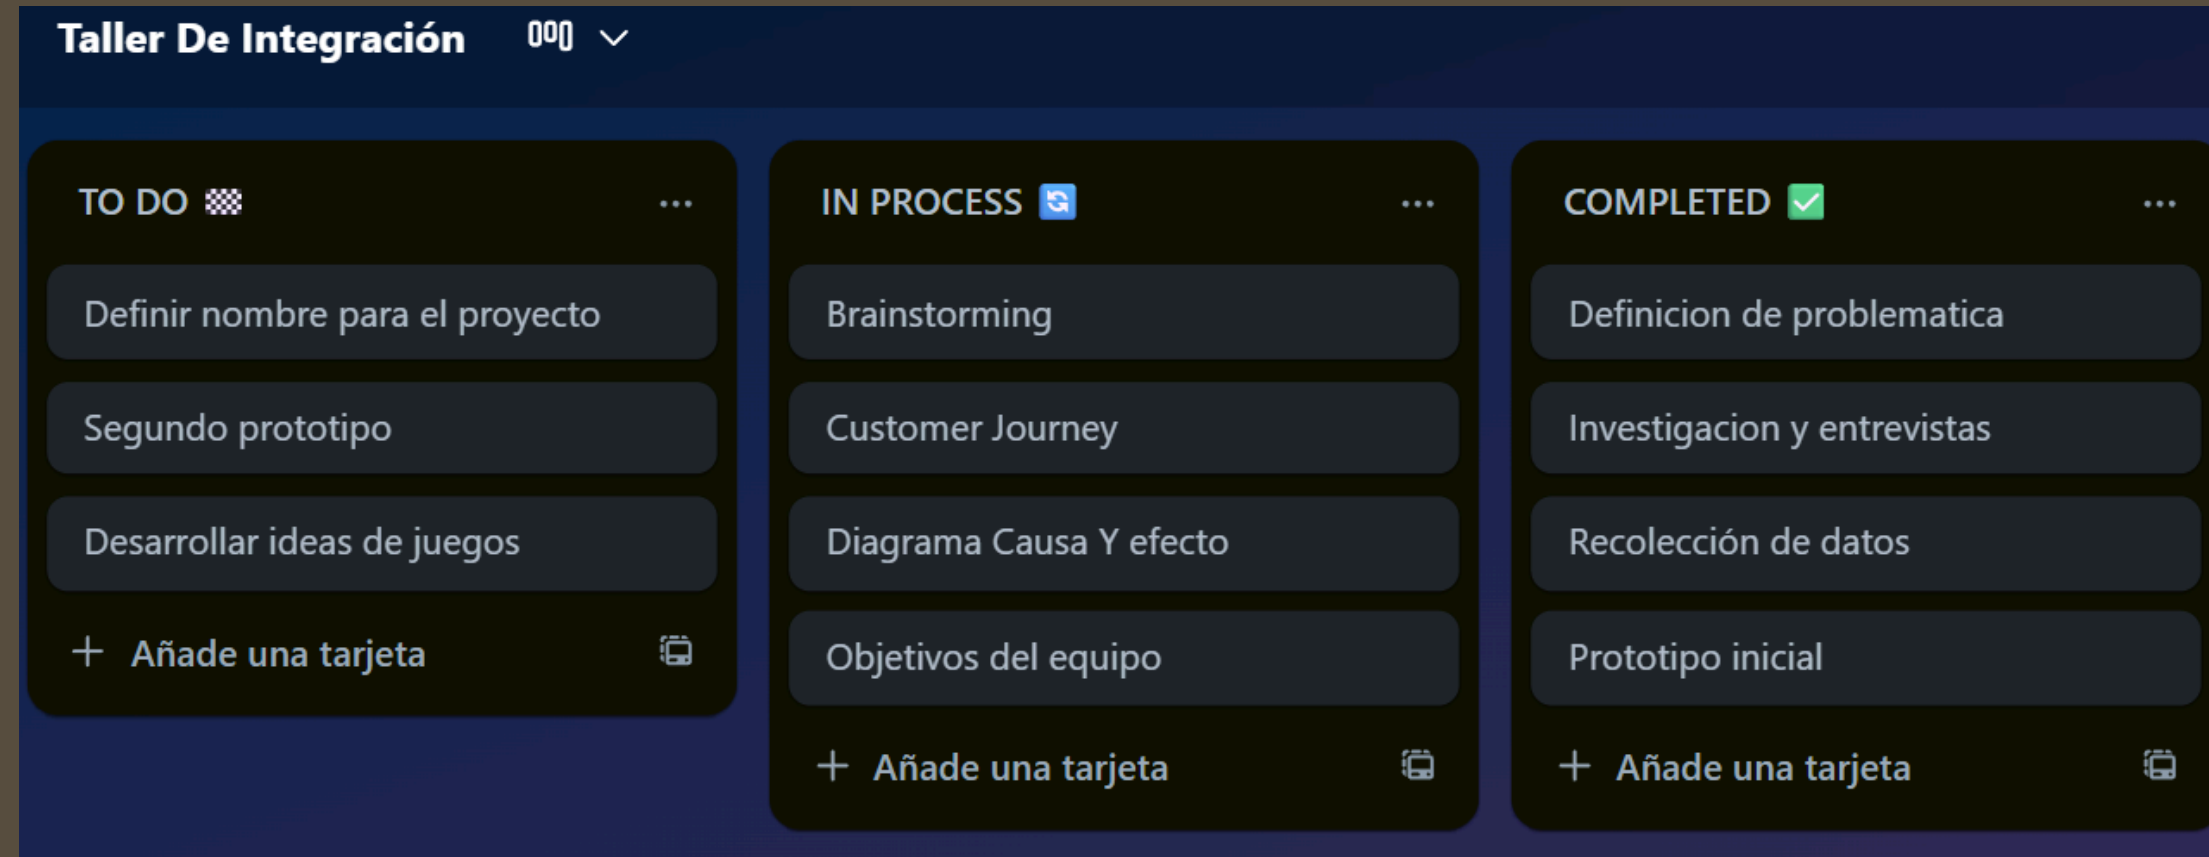 Taller De Integración
TO DO
Definir nombre para el proyecto
Segundo prototipo
Desarrollar ideas de juegos
Añade una tarjeta
IN PROCESS
Brainstorming
Customer Journey
Diagrama Causa Y efecto
Objetivos del equipo
Añade una tarjeta
COMPLETED
Definicion de problematica
Investigacion y entrevistas
Recolección de datos
Prototipo inicial
Añade una tarjeta